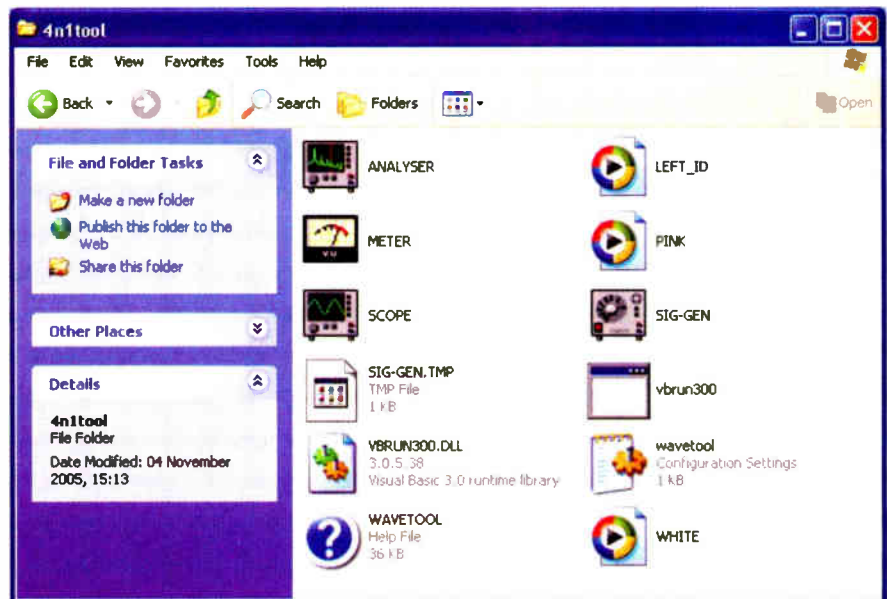 4n1tool
File Edit View Favorites Tools Help
Back Search Folders Open
File and Folder Tasks
Make a new folder
Publish this folder to the
Web
Share this folder
Other Places
Details
4n1tool
File Folder
Date Modified: 04 November
2005, 15:13
ANALYSER
LEFT_ID
METER
PINK
SCOPE
SIG-GEN
SIG-GEN.TMP
TMP File
1 KB
vbrun300
VBRUN300.DLL
3.0.5.38
Visual Basic 3.0 runtime library
wavetool
Configuration Settings
1 KB
WAVETOOL
Help File
36 KB
WHITE
VU